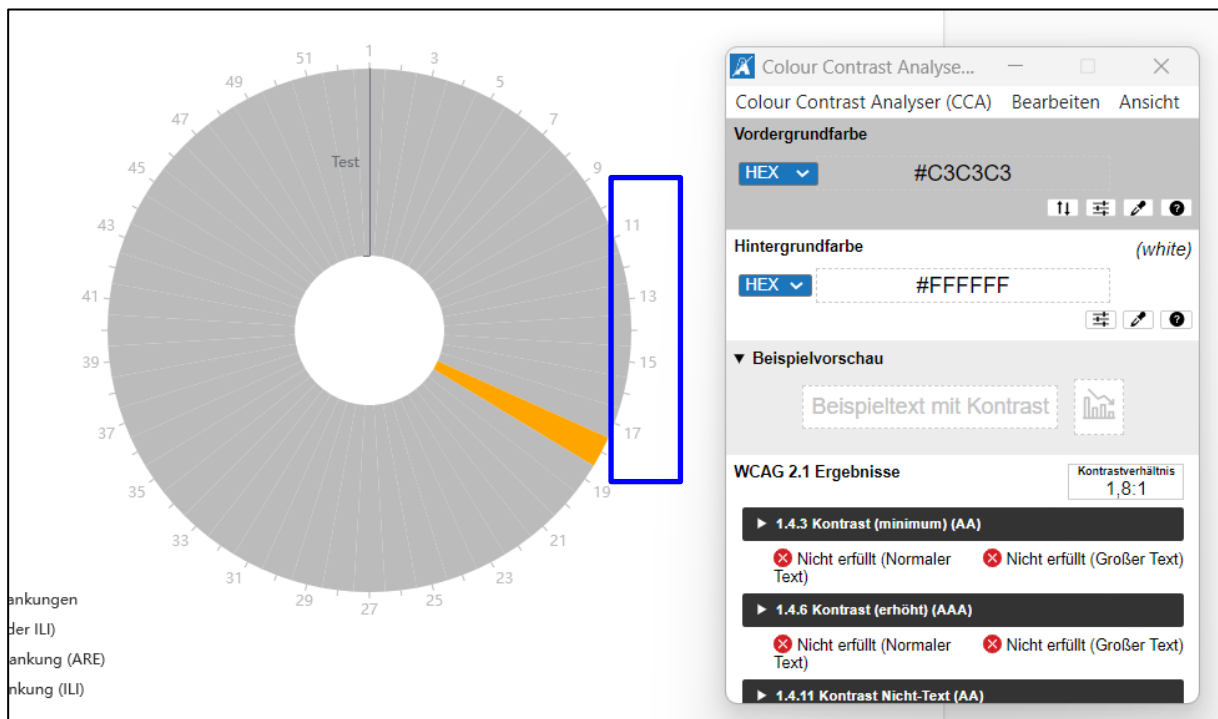 1
3
5
7
9
11
13
15
17
19
21
23
25
27
29
31
33
35
37
39
41
43
45
47
49
51
Test
ankungen
der ILI)
ankung (ARE)
nkung (ILI)
Colour Contrast Analyse...
Colour Contrast Analyser (CCA) Bearbeiten Ansicht
Vordergrundfarbe
HEX #C3C3C3
Hintergrundfarbe (white)
HEX #FFFFFF
Beispielvorschau
Beispieltext mit Kontrast
WCAG 2.1 Ergebnisse
Kontrastverhältnis
1,8:1
1.4.3 Kontrast (minimum) (AA)
Nicht erfüllt (Normaler
Text)
Nicht erfüllt (Großer Text)
1.4.6 Kontrast (erhöht) (AAA)
Nicht erfüllt (Normaler
Text)
Nicht erfüllt (Großer Text)
1.4.11 Kontrast Nicht-Text (AA)